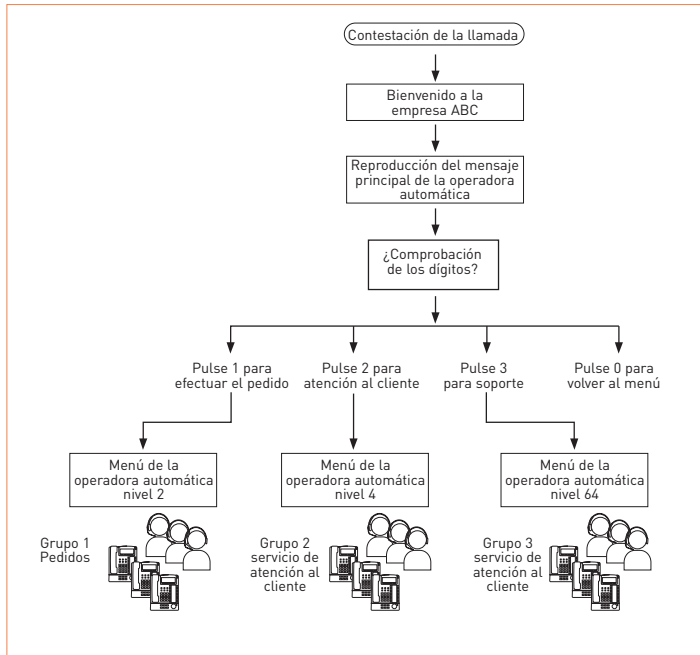 Contestación de la llamada
Bienvenido a la
empresa ABC
Reproducción del mensaje
principal de la operadora
automática
¿Comprobación
de los dígitos?
Pulse 1 para
efectuar el pedido
Pulse 2 para
atención al cliente
Pulse 3
para soporte
Pulse 0 para
volver al menú
Menú de la
operadora automática
nivel 2
Menú de la
operadora automática
nivel 4
Menú de la
operadora automática
nivel 64
Grupo 1
Pedidos
Grupo 2
servicio de
atención al
cliente
Grupo 3
servicio de
atención al
cliente